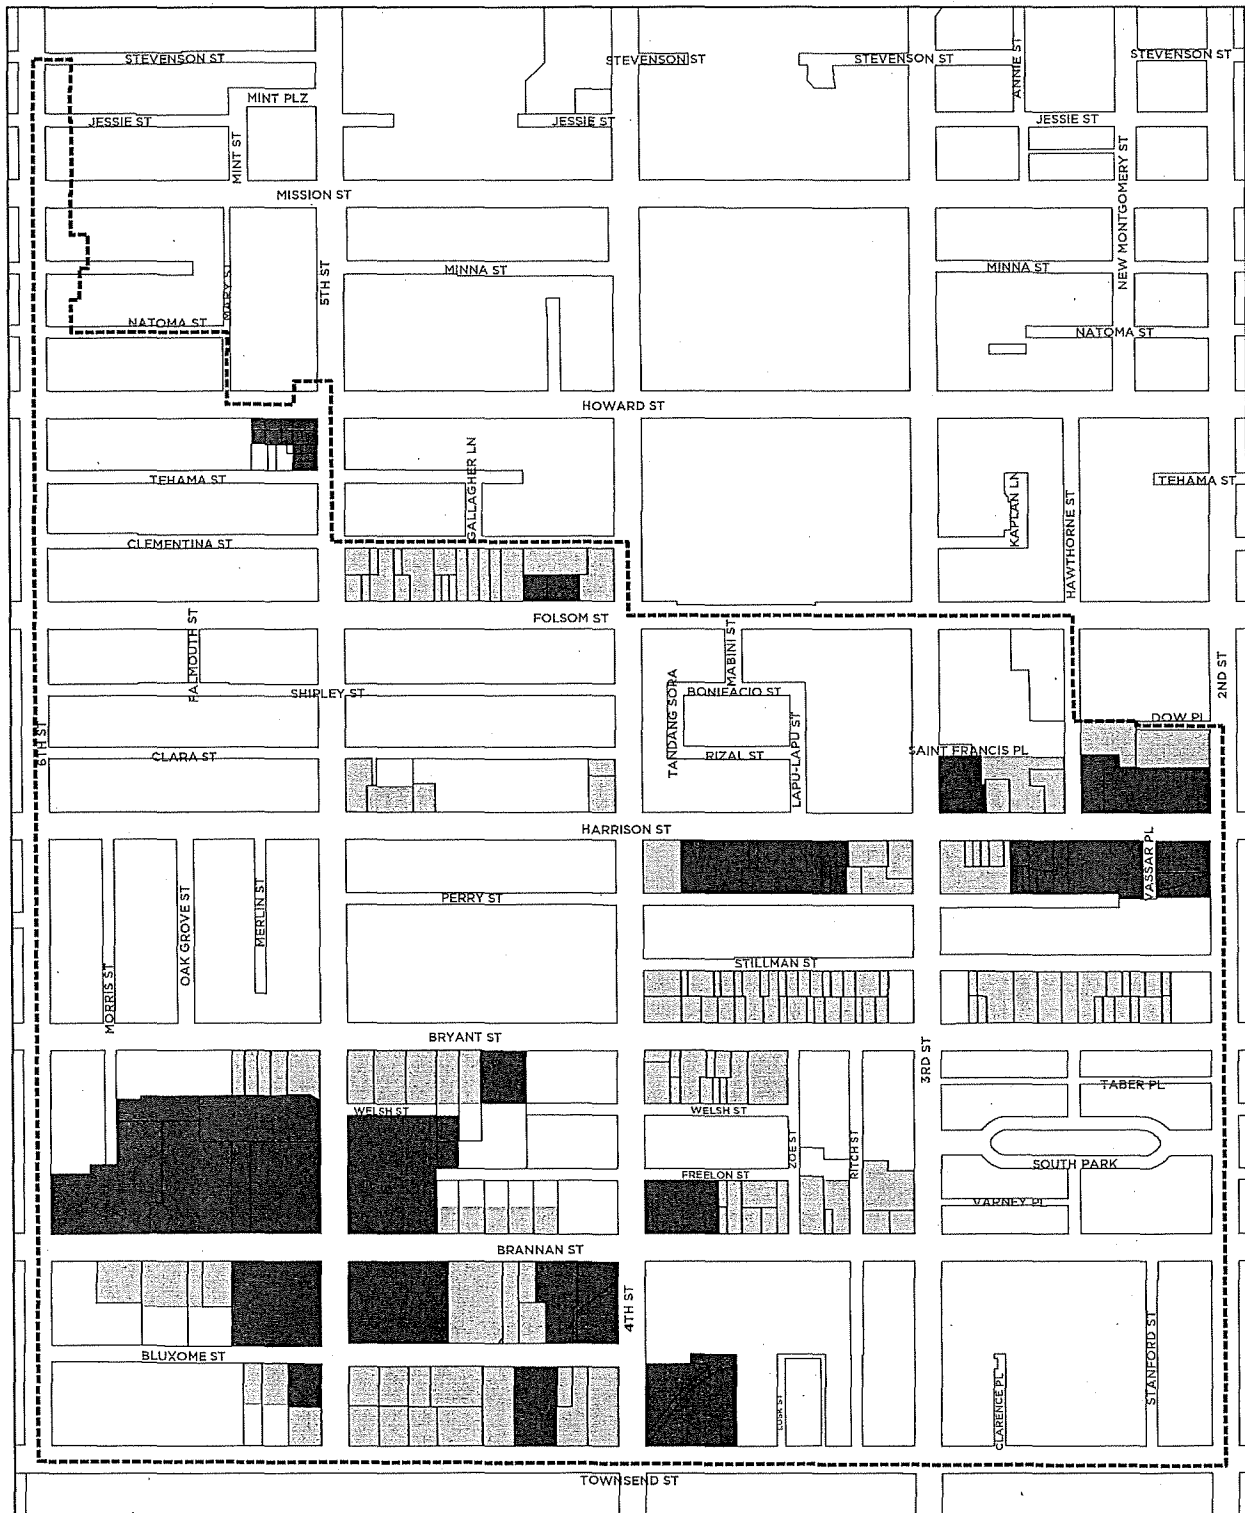 STEVENSON ST
STEVENSON ST
STEVENSON ST
STEVENSON ST
ANNIE ST
MINT PLZ
JESSIE ST
JESSIE ST
JESSIE ST
MINT ST
NEW MONTGOMERY ST
MISSION ST
5TH ST
MARY ST
MINNA ST
MINNA ST
NATOMA ST
NATOMA ST
HOWARD ST
GALLAGHER LN
TEHAMA ST
KAPLAN LN
HAWTHORNE ST
TEHAMA ST
CLEMENTINA ST
FALMOUTH ST
FOLSOM ST
MABINI ST
2ND ST
SHIPLEY ST
TANDANG SORA
BONIFACIO ST
LAPU-LAPU ST
DOW PL
6TH ST
CLARA ST
RIZAL ST
SAINT FRANCIS PL
HARRISON ST
VASSAR PL
PERRY ST
MERLIN ST
OAK GROVE ST
MORRIS ST
STILLMAN ST
BRYANT ST
3RD ST
TABER PL
WELSH ST
WELSH ST
ZOE ST
RITCH ST
SOUTH PARK
FREELON ST
VARNEY PL
BRANNAN ST
4TH ST
BLUXOME ST
LUSK ST
CLARENCE PL
STANFORD ST
TOWNSEND ST